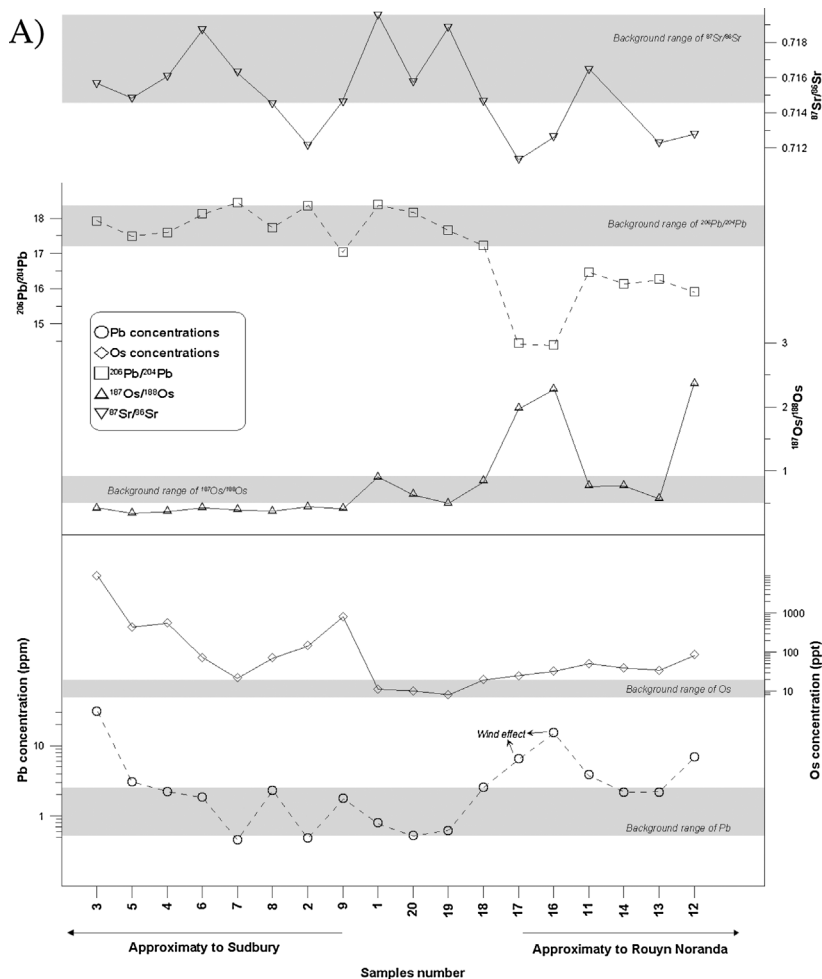 A)
Background range of ⁸⁷Sr/⁸⁶Sr
0.718
0.716
0.714
0.712
⁸⁷Sr/⁸⁶Sr
18
17
16
15
²⁰⁶Pb/²⁰⁴Pb
Background range of ²⁰⁶Pb/²⁰⁴Pb
Pb concentrations
Os concentrations
²⁰⁶Pb/²⁰⁴Pb
¹⁸⁷Os/¹⁸⁸Os
⁸⁷Sr/⁸⁶Sr
3
2
1
¹⁸⁷Os/¹⁸⁸Os
Background range of ¹⁸⁷Os/¹⁸⁸Os
1000
100
10
Os concentration (ppt)
Background range of Os
Wind effect
10
1
Pb concentration (ppm)
Background range of Pb
3 5 4 6 7 8 2 9 1 20 19 18 17 16 11 14 13 12
Approximaty to Sudbury
Approximaty to Rouyn Noranda
Samples number